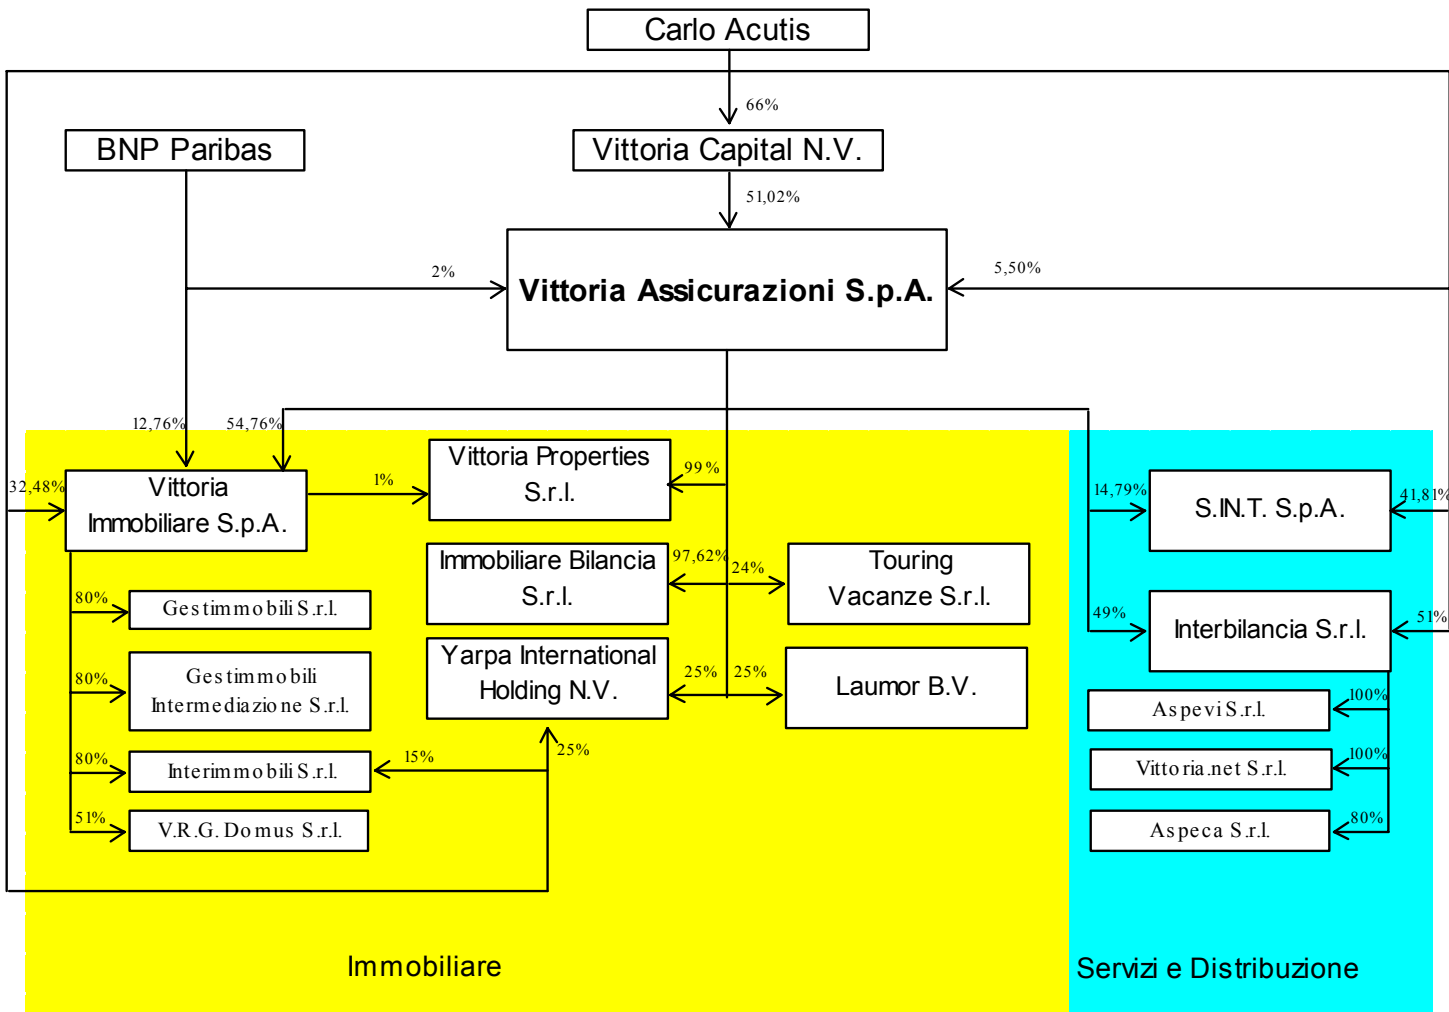 Carlo Acutis
66%
BNP Paribas
Vittoria Capital N.V.
51,02%
2%
Vittoria Assicurazioni S.p.A.
5,50%
12,76%
54,76%
32,48%
Vittoria
Immobiliare S.p.A.
1%
Vittoria Properties
S.r.l.
99%
14,79%
S.IN.T. S.p.A.
41,81%
Immobiliare Bilancia
S.r.l.
97,62%
24%
Touring
Vacanze S.r.l.
80%
Gestimmobili S.r.l.
49%
Interbilancia S.r.l.
51%
80%
Gestimmobili
Intermediazione S.r.l.
Yarpa International
Holding N.V.
25%
25%
Laumor B.V.
Aspevi S.r.l.
100%
80%
Interimmobili S.r.l.
15%
25%
Vittoria.net S.r.l.
100%
51%
V.R.G. Domus S.r.l.
Aspeca S.r.l.
80%
Immobiliare
Servizi e Distribuzione